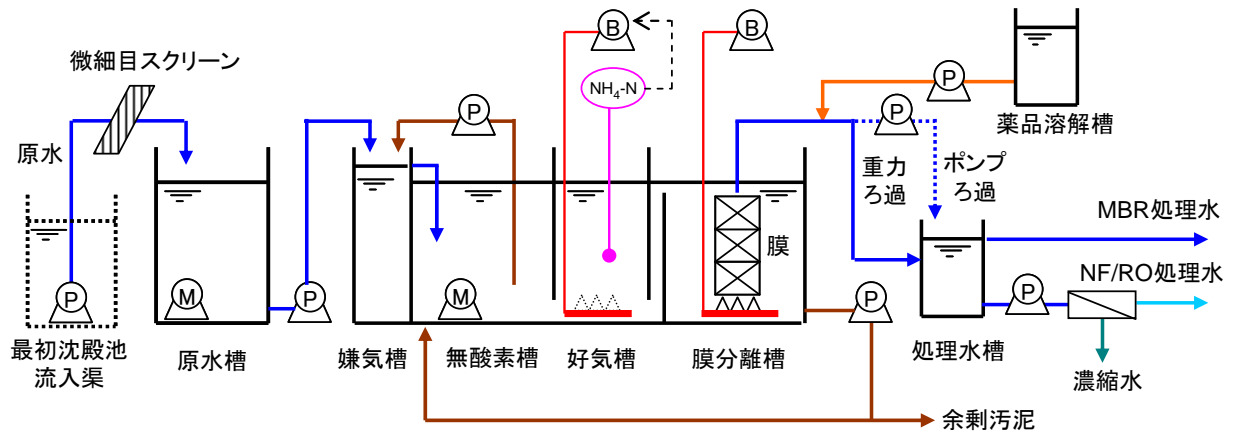 微細目スクリーン
原水
P
最初沈殿池
流入渠
M
原水槽
P
P
嫌気槽
M
無酸素槽
B
NH4-N
好気槽
B
膜
膜分離槽
P
余剰汚泥
P
薬品溶解槽
P
重力
ろ過
ポンプ
ろ過
処理水槽
MBR処理水
P
NF/RO処理水
濃縮水